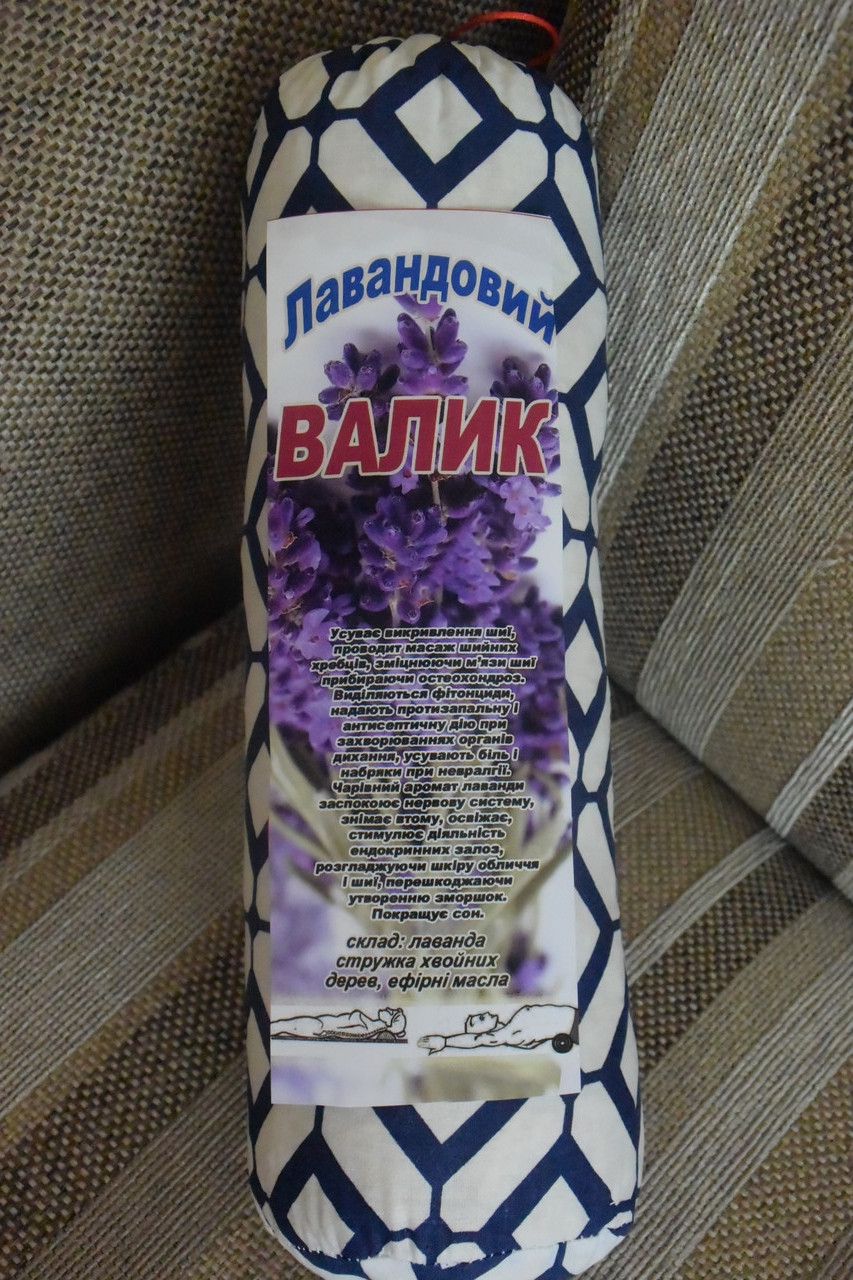 Лавандовий
ВАЛИК
Усуває викривлення шиї,
проводит масаж шийних
хребців, зміцнюючи м'язи шиї
прибираючи остеохондроз.
Виділяються фітонциди,
надають протизапальну і
антисептичну дію при
захворюваннях органів
дихання, усувають біль і
набряки при невралгії.
Чарівний аромат лаванди
заспокоює нервову систему,
знімає втому, освіжає,
стимулює діяльність
ендокринних залоз,
розгладжуючи шкіру обличчя
і шиї, перешкоджаючи
утворенню зморшок.
Покращує сон.
склад: лаванда
стружка хвойних
дерев, ефірні масла